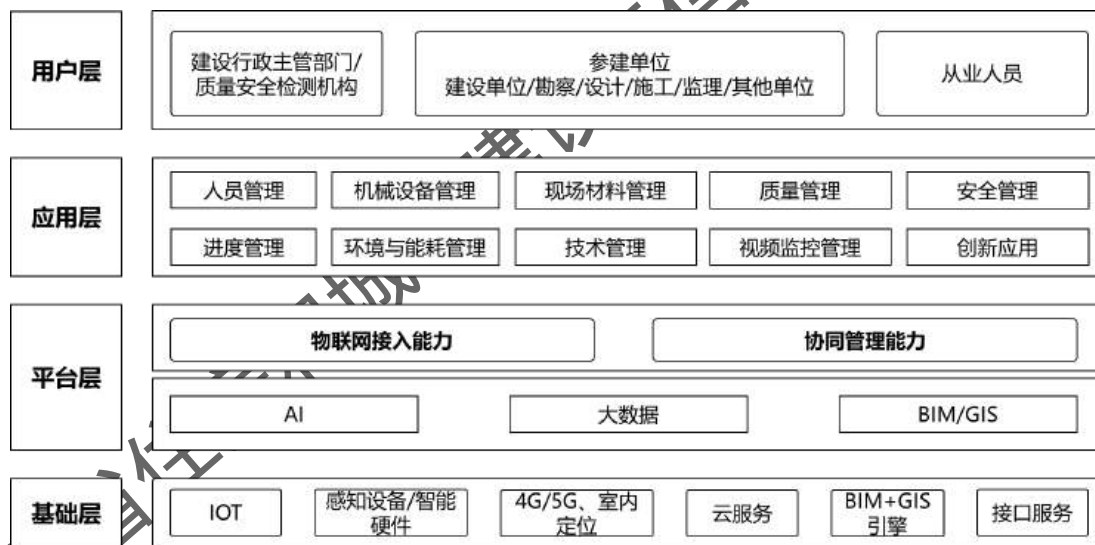 用户层
建设行政主管部门/
质量安全检测机构
参建单位
建设单位/勘察/设计/施工/监理/其他单位
从业人员
应用层
人员管理
机械设备管理
现场材料管理
质量管理
安全管理
进度管理
环境与能耗管理
技术管理
视频监控管理
创新应用
平台层
物联网接入能力
协同管理能力
AI
大数据
BIM/GIS
基础层
IOT
感知设备/智能
硬件
4G/5G、室内
定位
云服务
BIM+GIS
引擎
接口服务